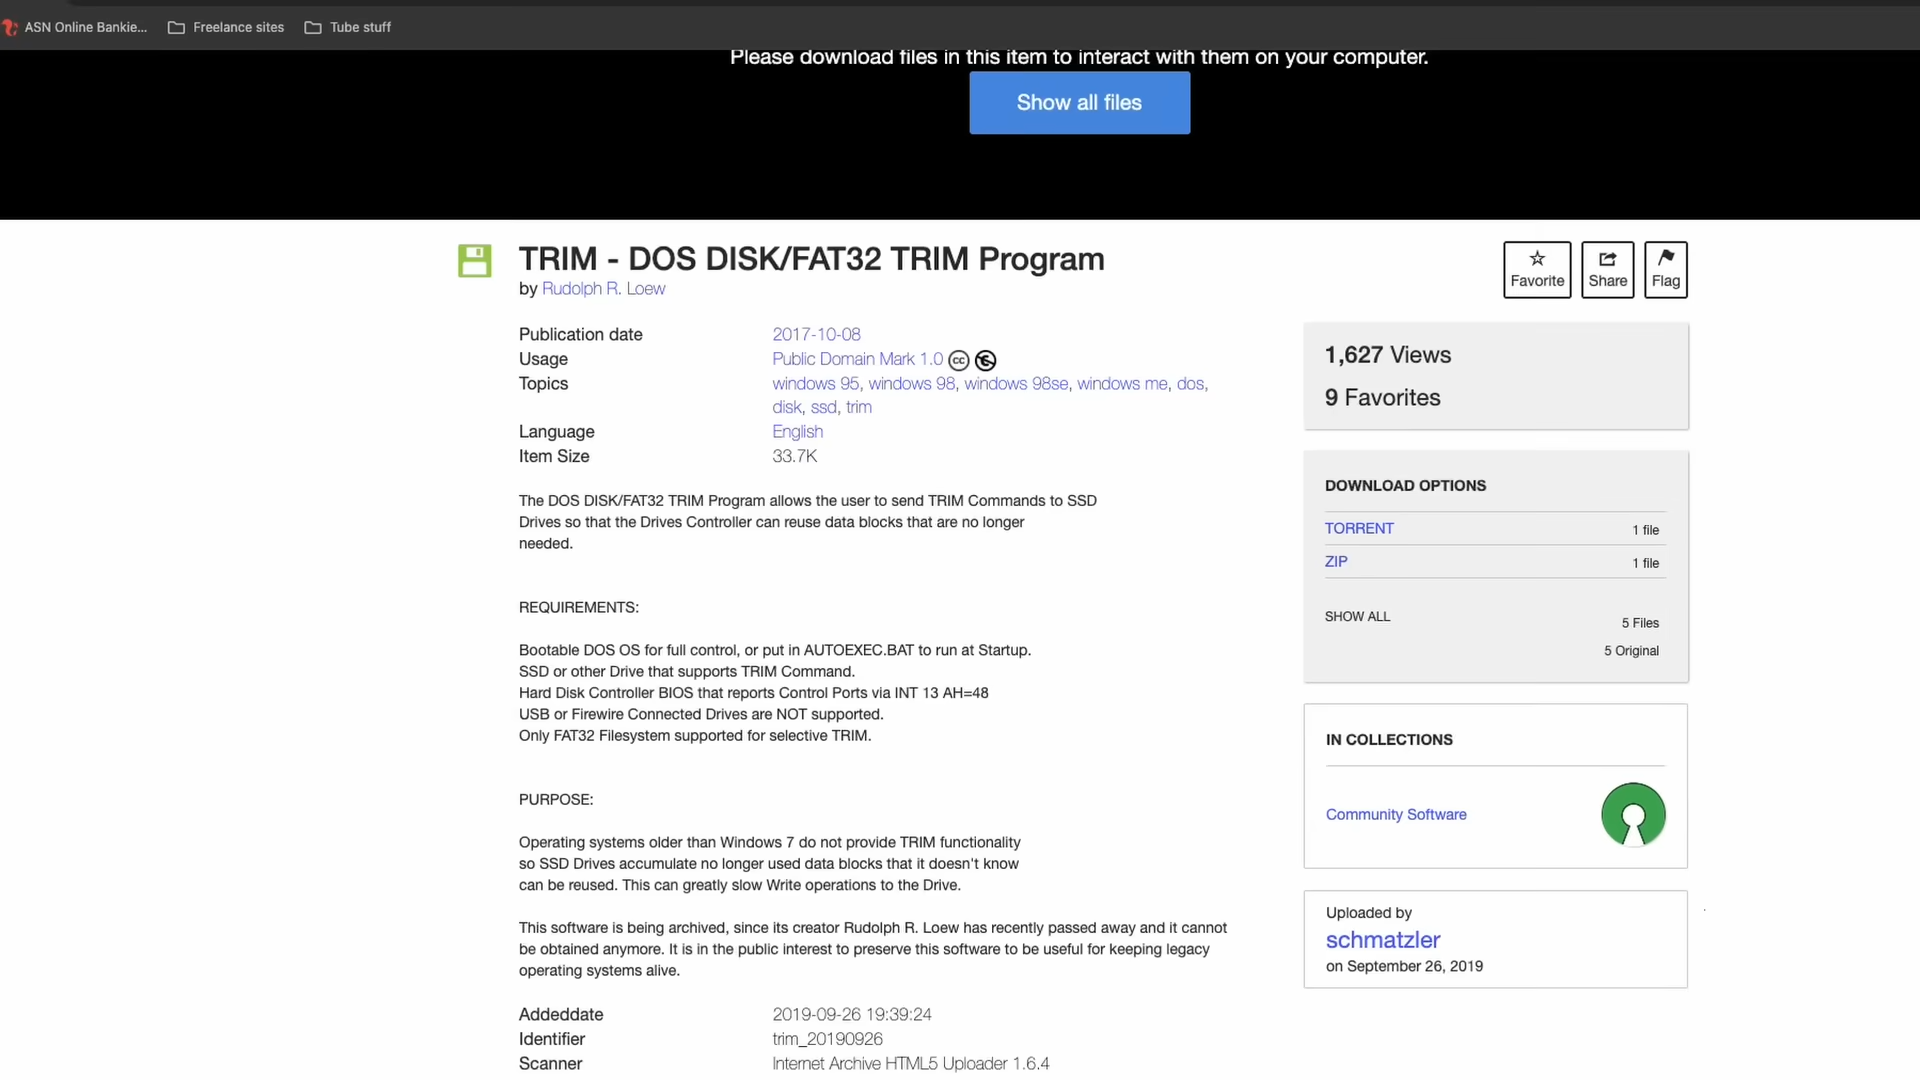 ASN Online Bankie...
Freelance sites
Tube stuff
Please download files in this item to interact with them on your computer.
Show all files
TRIM - DOS DISK/FAT32 TRIM Program
by Rudolph R. Loew
Favorite
Share
Flag
Publication date 2017-10-08
Usage Public Domain Mark 1.0
Topics windows 95, windows 98, windows 98se, windows me, dos,
disk, ssd, trim
Language English
Item Size 33.7K
The DOS DISK/FAT32 TRIM Program allows the user to send TRIM Commands to SSD
Drives so that the Drives Controller can reuse data blocks that are no longer
needed.
REQUIREMENTS:
Bootable DOS OS for full control, or put in AUTOEXEC.BAT to run at Startup.
SSD or other Drive that supports TRIM Command.
Hard Disk Controller BIOS that reports Control Ports via INT 13 AH=48
USB or Firewire Connected Drives are NOT supported.
Only FAT32 Filesystem supported for selective TRIM.
PURPOSE:
Operating systems older than Windows 7 do not provide TRIM functionality
so SSD Drives accumulate no longer used data blocks that it doesn't know
can be reused. This can greatly slow Write operations to the Drive.
This software is being archived, since its creator Rudolph R. Loew has recently passed away and it cannot
be obtained anymore. It is in the public interest to preserve this software to be useful for keeping legacy
operating systems alive.
Addeddate 2019-09-26 19:39:24
Identifier trim_20190926
Scanner Internet Archive HTML5 Uploader 1.6.4
1,627 Views
9 Favorites
DOWNLOAD OPTIONS
TORRENT 1 file
ZIP 1 file
SHOW ALL 5 Files
5 Original
IN COLLECTIONS
Community Software
Uploaded by
schmatzler
on September 26, 2019